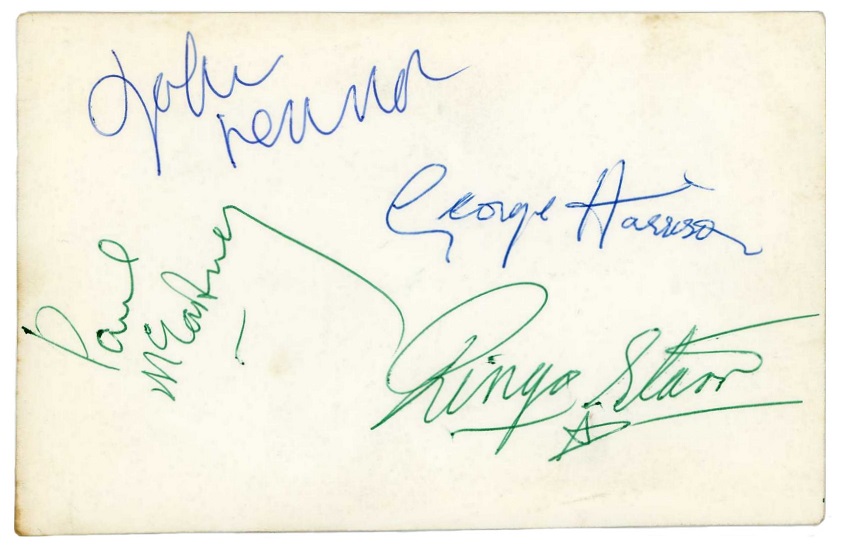 John
Lennon
George Harrison
Paul
McCartney
Ringo Starr